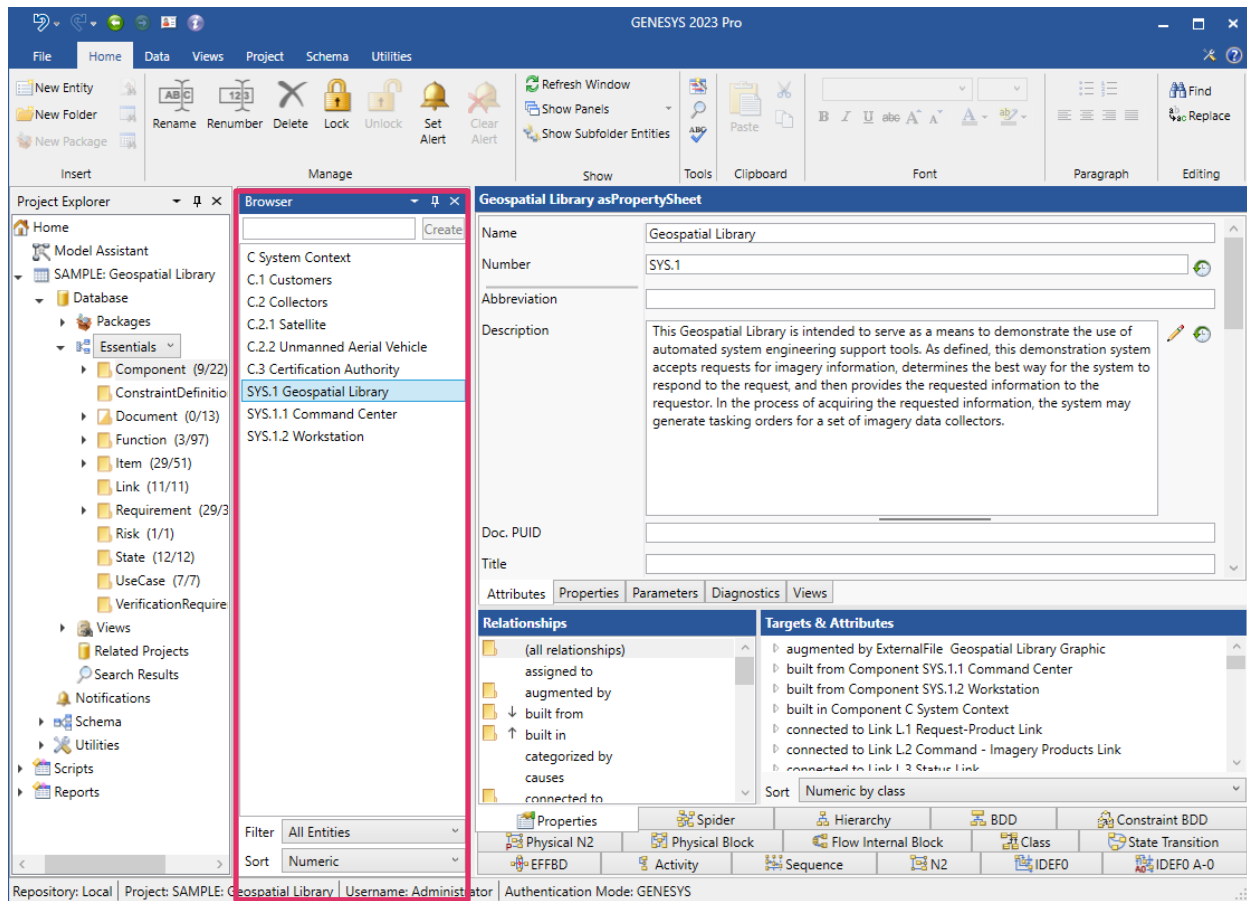 GENESYS 2023 Pro
File Home Data Views Project Schema Utilities
New Entity
New Folder
New Package
Insert
Rename Renumber Delete Lock Unlock Set Alert Clear Alert
Manage
Refresh Window
Show Panels
Show Subfolder Entities
Show
Tools
Paste
Clipboard
B I U abc A A A ab
Font
Paragraph
Find
Replace
Editing
Project Explorer
Home
Model Assistant
SAMPLE: Geospatial Library
Database
Packages
Essentials
Component (9/22)
ConstraintDefinitio
Document (0/13)
Function (3/97)
Item (29/51)
Link (11/11)
Requirement (29/3
Risk (1/1)
State (12/12)
UseCase (7/7)
VerificationRequire
Views
Related Projects
Search Results
Notifications
Schema
Utilities
Scripts
Reports
Browser
Create
C System Context
C.1 Customers
C.2 Collectors
C.2.1 Satellite
C.2.2 Unmanned Aerial Vehicle
C.3 Certification Authority
SYS.1 Geospatial Library
SYS.1.1 Command Center
SYS.1.2 Workstation
Filter All Entities
Sort Numeric
Geospatial Library asPropertySheet
Name Geospatial Library
Number SYS.1
Abbreviation
Description
This Geospatial Library is intended to serve as a means to demonstrate the use of
automated system engineering support tools. As defined, this demonstration system
accepts requests for imagery information, determines the best way for the system to
respond to the request, and then provides the requested information to the
requestor. In the process of acquiring the requested information, the system may
generate tasking orders for a set of imagery data collectors.
Doc. PUID
Title
Attributes Properties Parameters Diagnostics Views
Relationships
(all relationships)
assigned to
augmented by
built from
built in
categorized by
causes
connected to
Targets & Attributes
augmented by ExternalFile Geospatial Library Graphic
built from Component SYS.1.1 Command Center
built from Component SYS.1.2 Workstation
built in Component C System Context
connected to Link L.1 Request-Product Link
connected to Link L.2 Command - Imagery Products Link
connected to Link L.3 Status Link
Sort Numeric by class
Properties Spider Hierarchy BDD Constraint BDD
Physical N2 Physical Block Flow Internal Block Class State Transition
EFFBD Activity Sequence N2 IDEF0 IDEF0 A-0
Repository: Local Project: SAMPLE: Geospatial Library Username: Administrator Authentication Mode: GENESYS